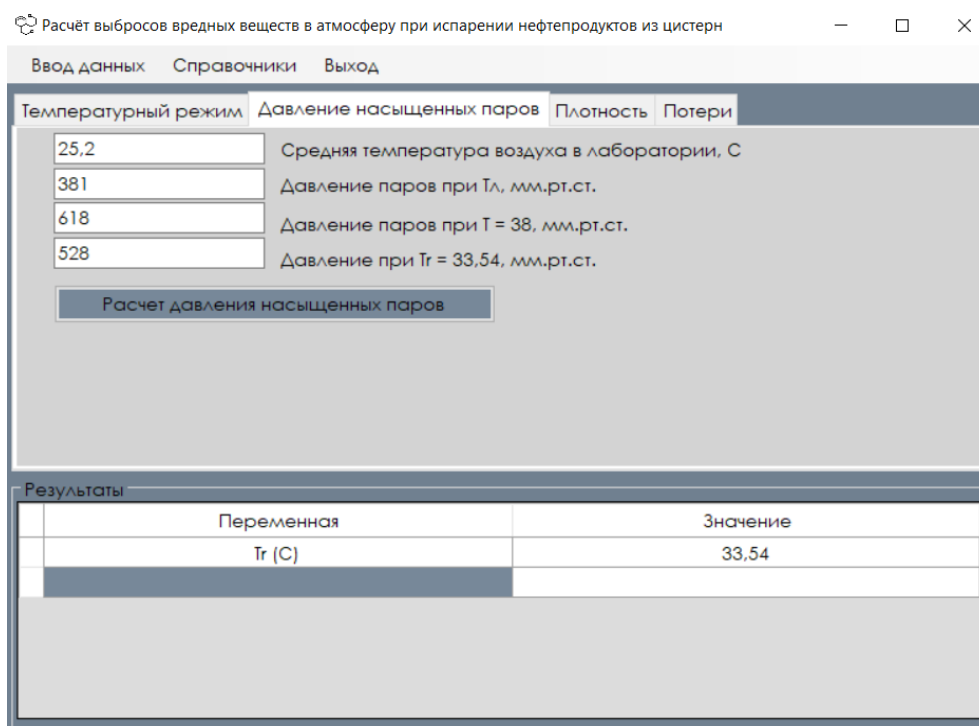 Расчёт выбросов вредных веществ в атмосферу при испарении нефтепродуктов из цистерн
Ввод данных Справочники Выход
Температурный режим Давление насыщенных паров Плотность Потери
25,2 Средняя температура воздуха в лаборатории, С
381 Давление паров при Тл, мм.рт.ст.
618 Давление паров при Т = 38, мм.рт.ст.
528 Давление при Tr = 33,54, мм.рт.ст.
Расчет давления насыщенных паров
Результаты
Переменная Значение
Tr (C) 33,54